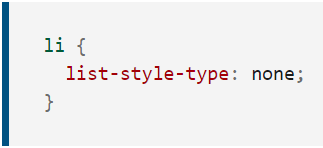 li {
  list-style-type: none;
}